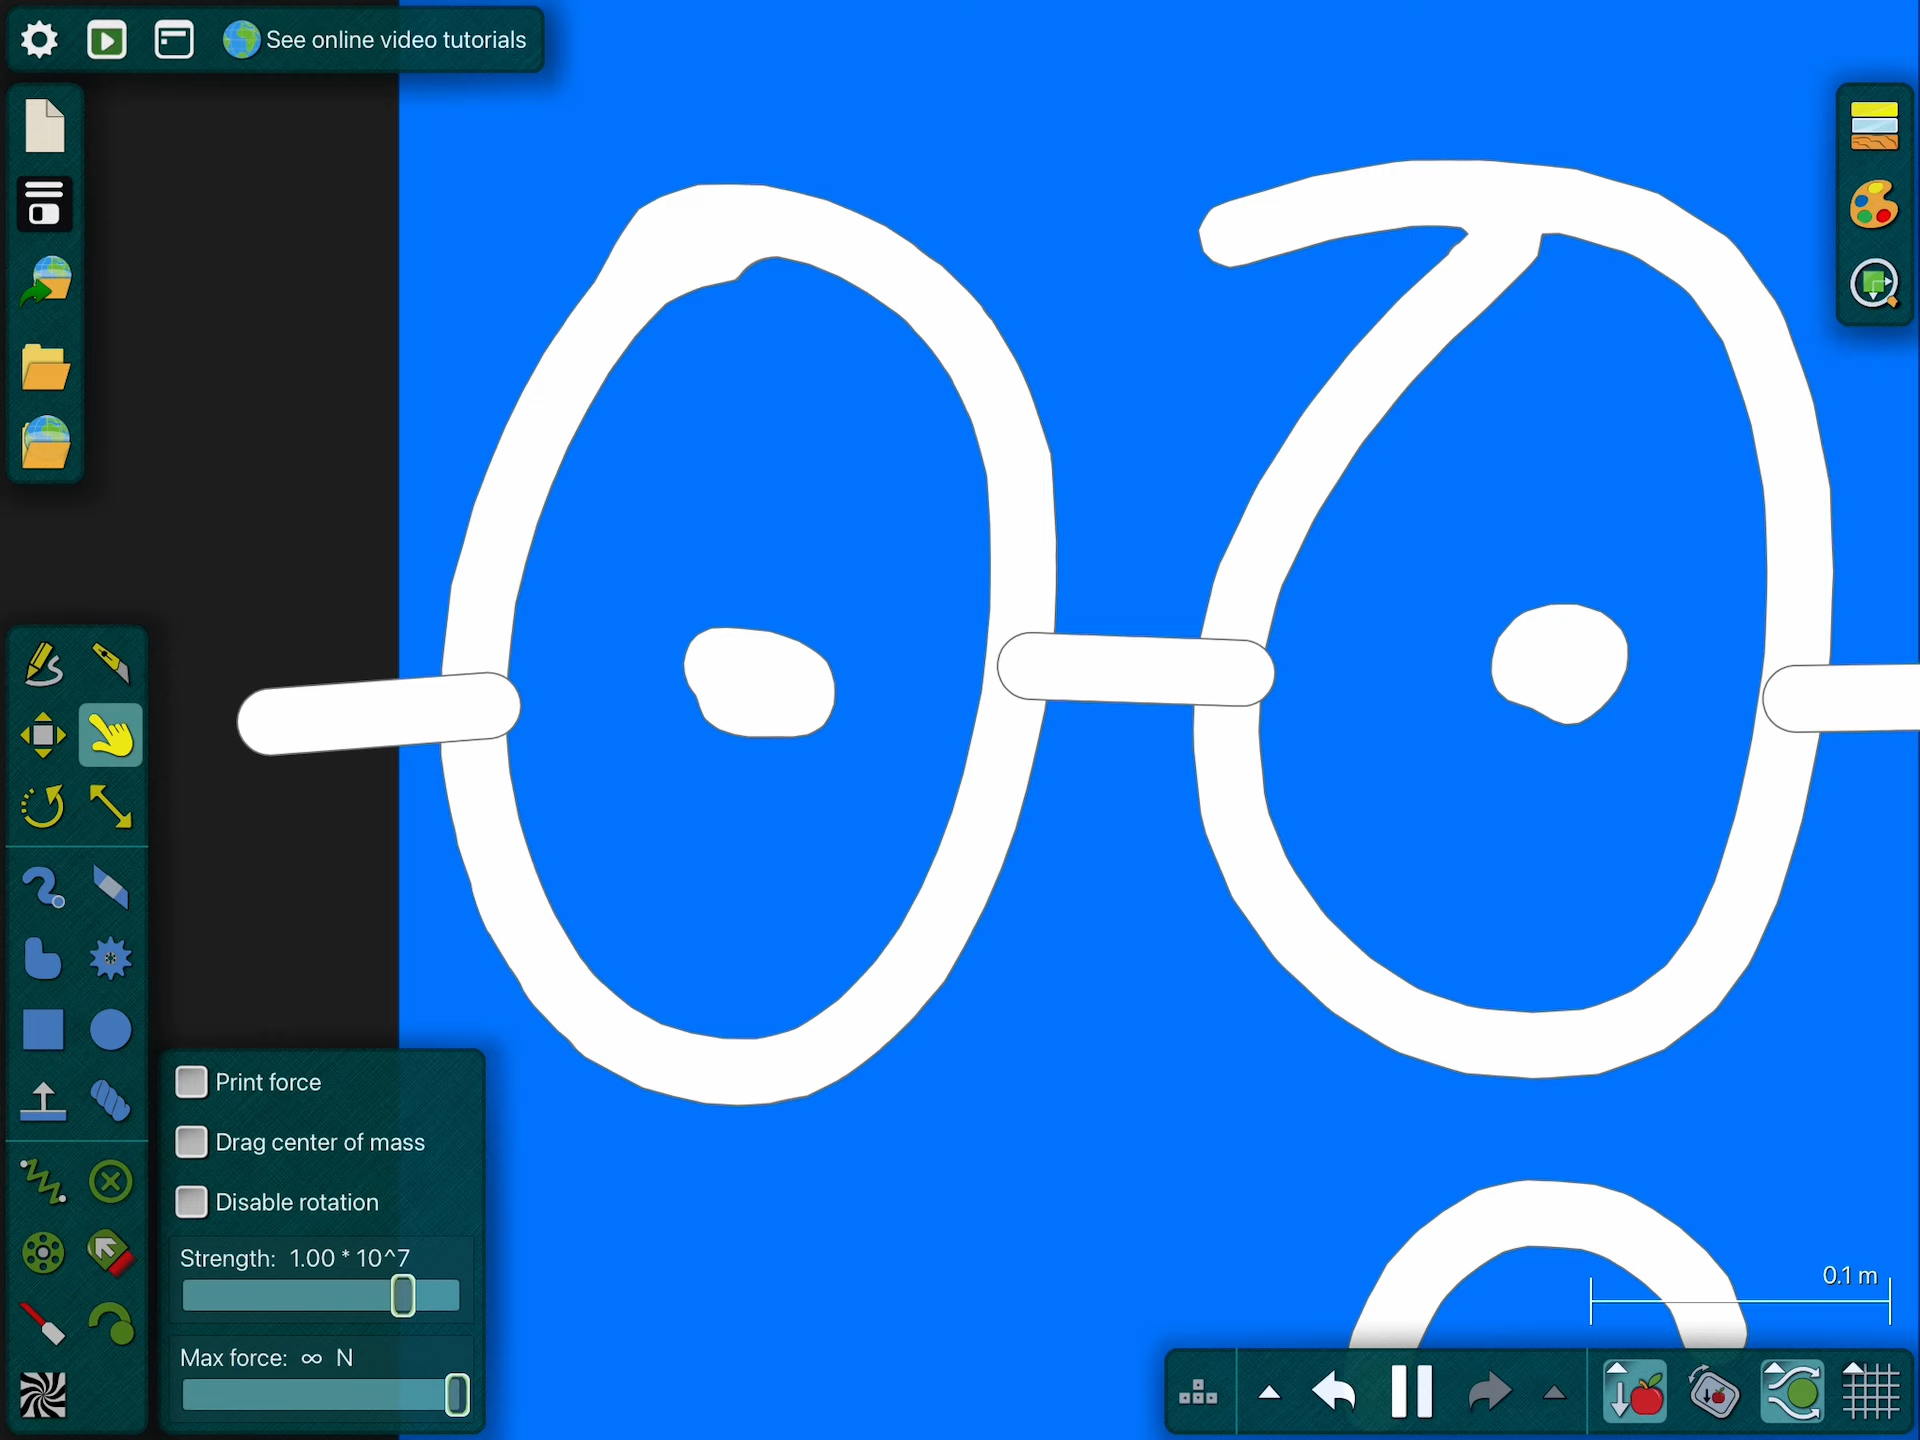 See online video tutorials
Print force
Drag center of mass
Disable rotation
Strength: 1.00 * 10^7
Max force: ∞ N
0.1 m